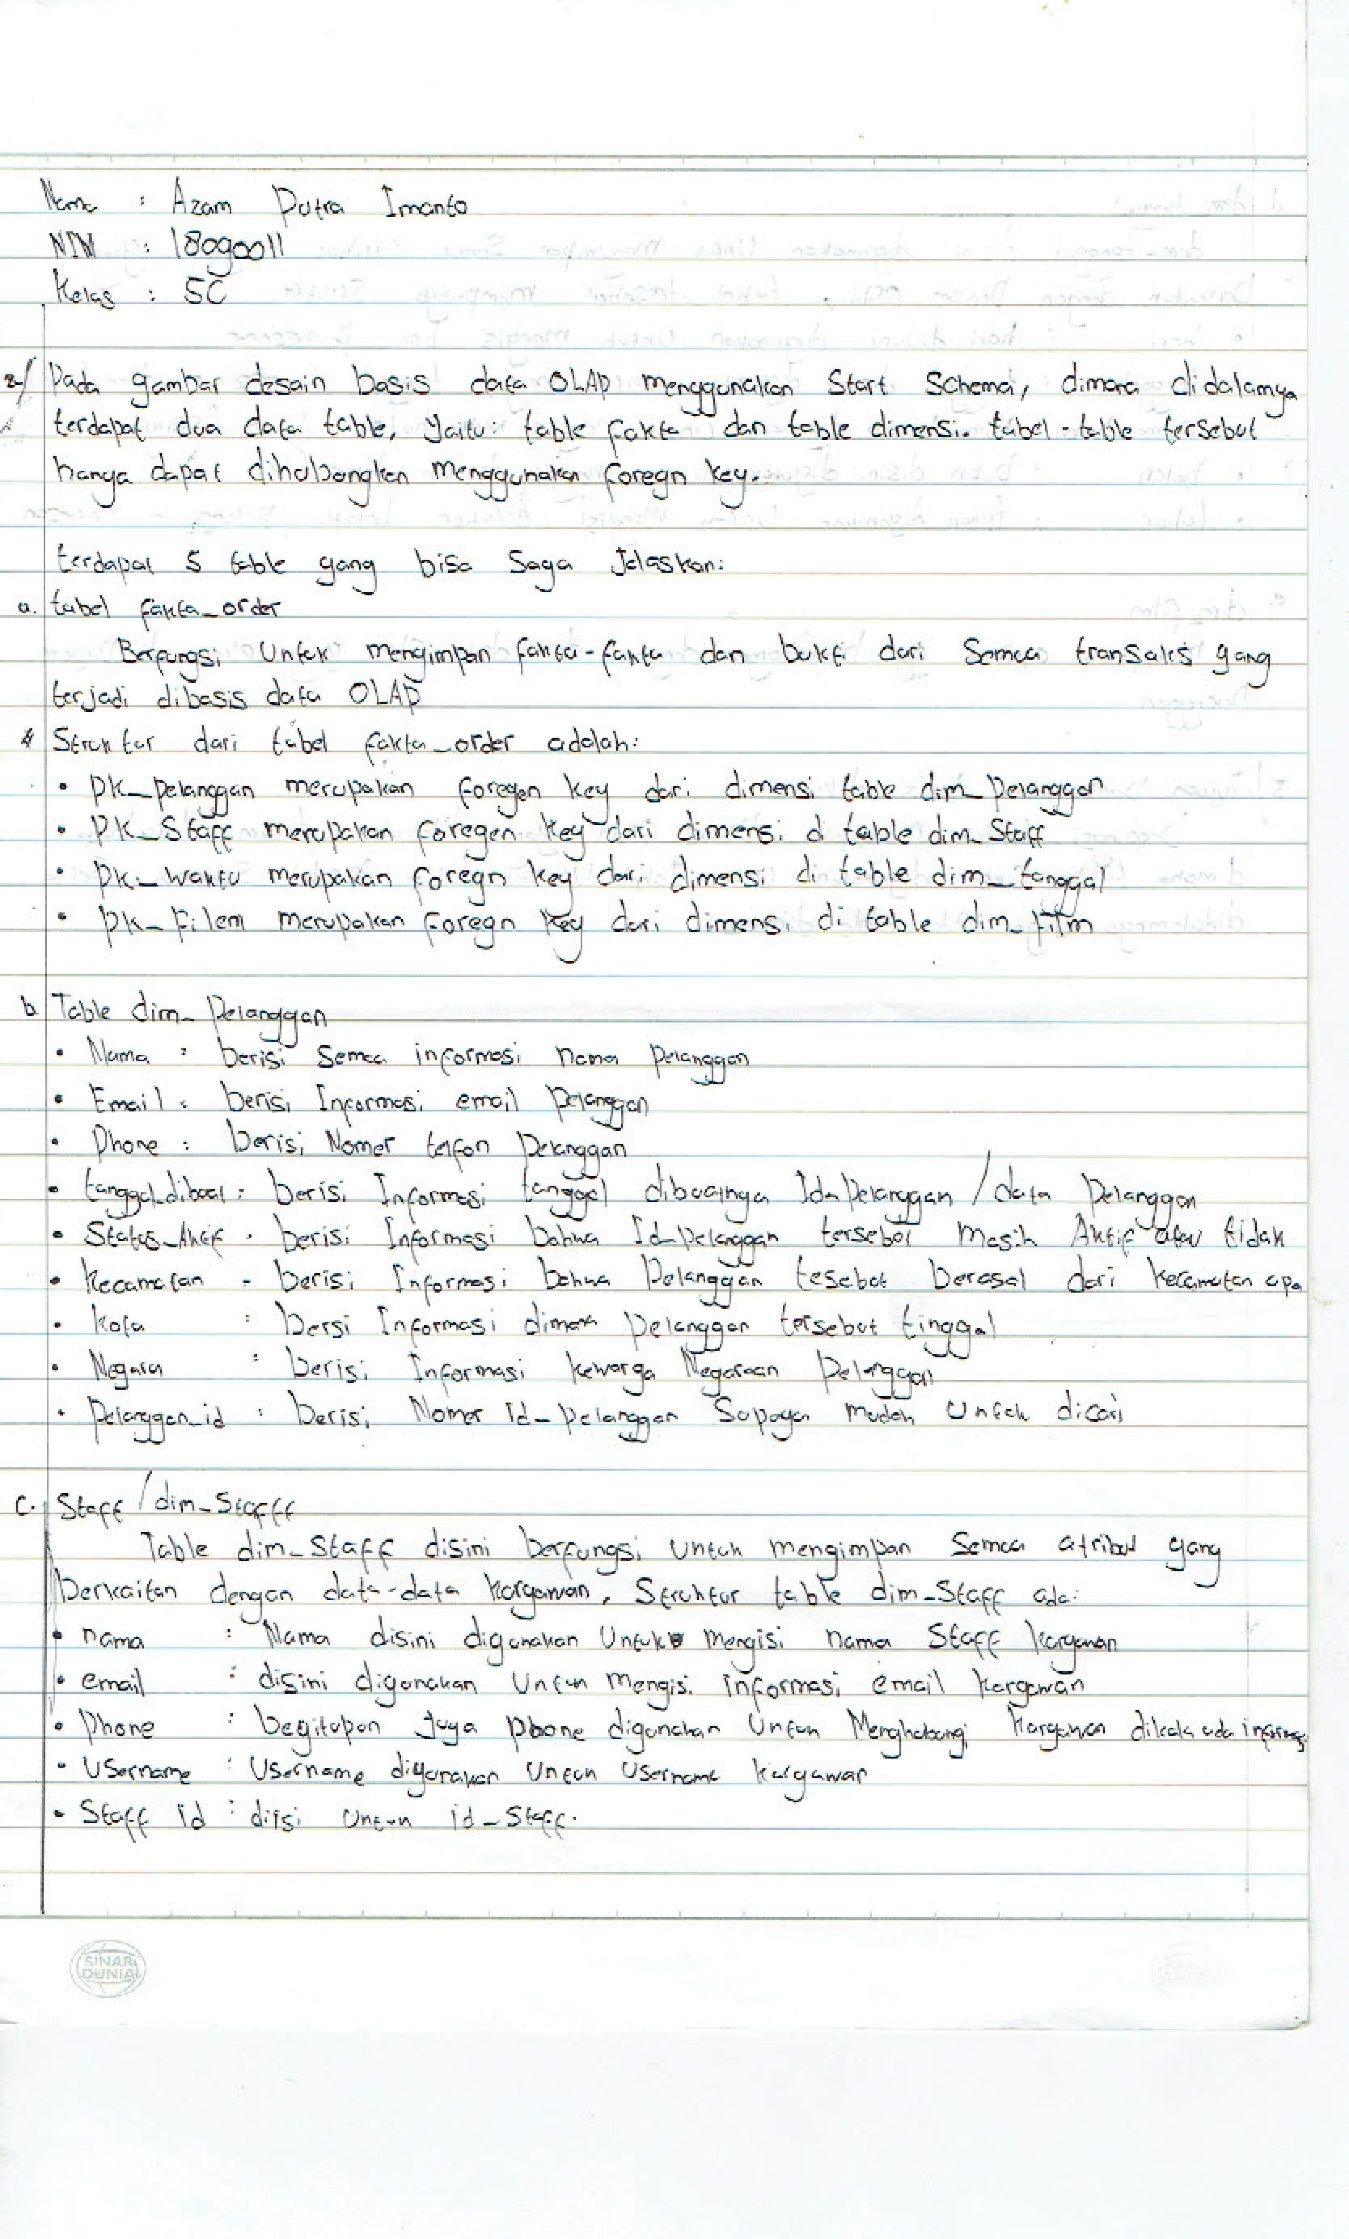 Nama : Azam Putra Imanto
NIM : 18090011
Kelas : 5C
2/ Pada gambar desain basis data OLAP menggunakan Start Schema, dimana didalamya
terdapat dua data table, yaitu: table fakta dan table dimensi. tabel-table tersebut
hanya dapat dihubungkan menggunakan foregn key.
terdapat 5 table yang bisa saya Jelaskan:
a. tabel fakta_order
Berfungsi Untuk mengimpan fakta-fakta dan bukti dari Semua transaksi yang
terjadi dibasis data OLAP
Struktur dari tabel fakta_order adalah:
• PK_pelanggan merupakan foregen key dari dimensi table dim_Pelanggan
• PK_Staff merupakan foregen key dari dimensi d table dim_Staff
• PK_waktu merupakan foregn key dari dimensi di table dim_tanggal
• PK_Filem merupakan foregn key dari dimensi di table dim_film
b. Table dim_Pelanggan
• Nama : berisi semua informasi nama pelanggan
• Email : berisi Informasi email pelanggan
• Phone : berisi Nomer telfon pelanggan
• tanggal_dibuat : berisi Informasi tanggal dibuatnya Id_Pelanggan / data pelanggan
• Status_Aktif : berisi Informasi bahwa Id_pelanggan tersebut masih Aktif atau tidak
• Kecamatan - berisi Informasi bahwa Pelanggan tesebut berasal dari kecamatan apa
• kota : bersi Informasi dimana pelanggan tersebut tinggal
• Negara : berisi Informasi kewarga Negaraan Pelanggan
• Pelanggan_id : berisi Nomer Id_pelanggan Supaya mudah Untuk dicari
C. Staff / dim_Stafff
Table dim_Staff disini berfungsi Untuk mengimpan Semua atribut yang
berkaitan dengan data-data karyawan, Struktur table dim_Staff ada:
• nama : Nama disini digunakan Untuk mengisi nama Staff karyawan
• email : disini digunakan Untuk mengisi informasi email karyawan
• Phone : begitupun Juga phone digunakan Untuk Menghubungi Karyawan dikala ada informasi
• Username : Username digunakan Untuk Username karyawan
• Staff id : diisi Untuk id_Staff.
SINAR
DUNIA